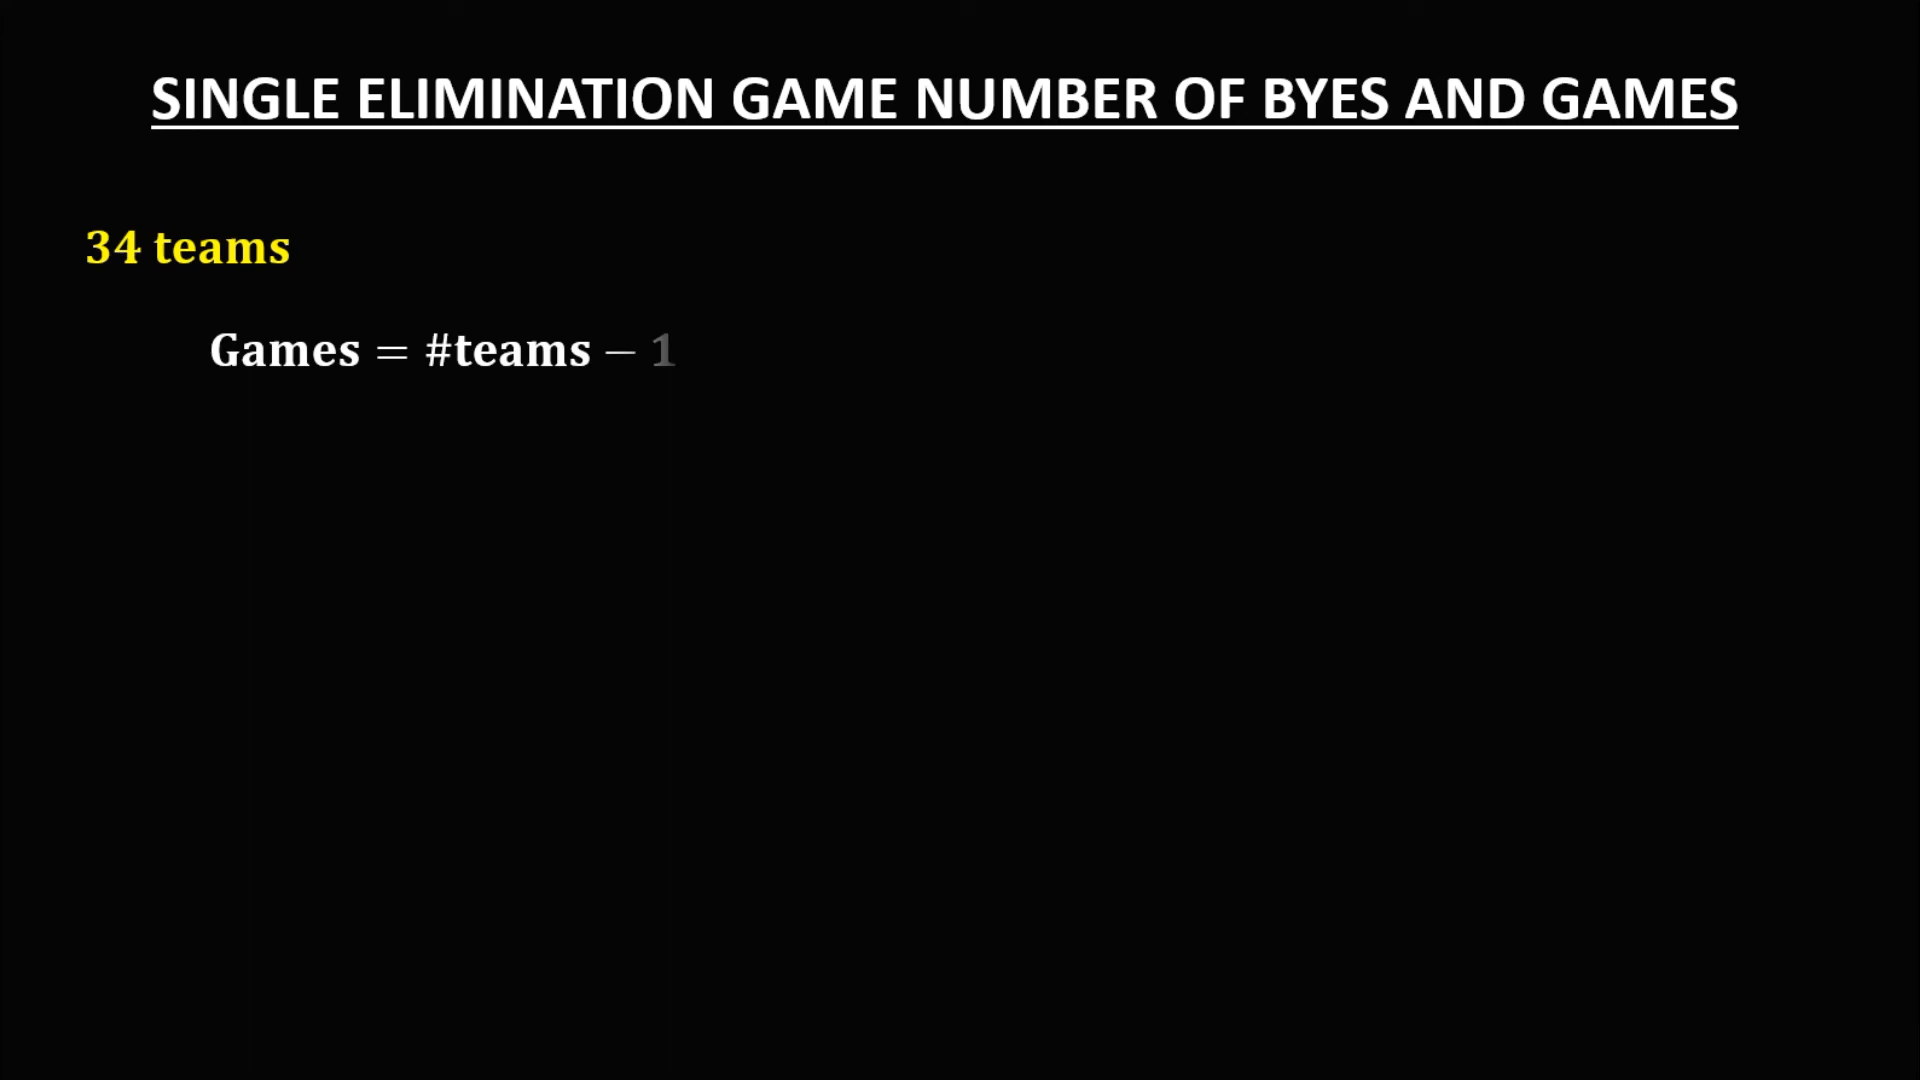 SINGLE ELIMINATION GAME NUMBER OF BYES AND GAMES
34 teams
Games = #teams − 1